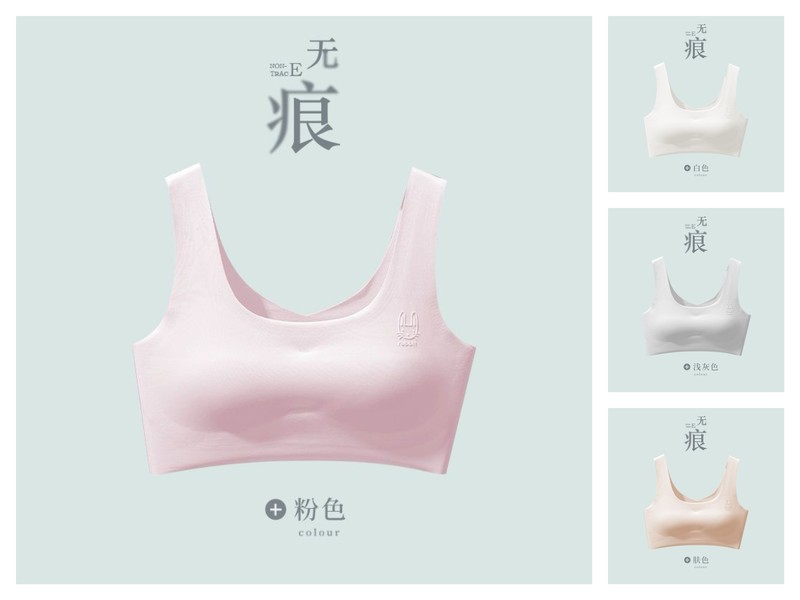 无
NON-
TRACE
痕
+ 粉色
colour
无
痕
+ 白色
无
痕
+ 浅灰色
无
痕
+ 肤色